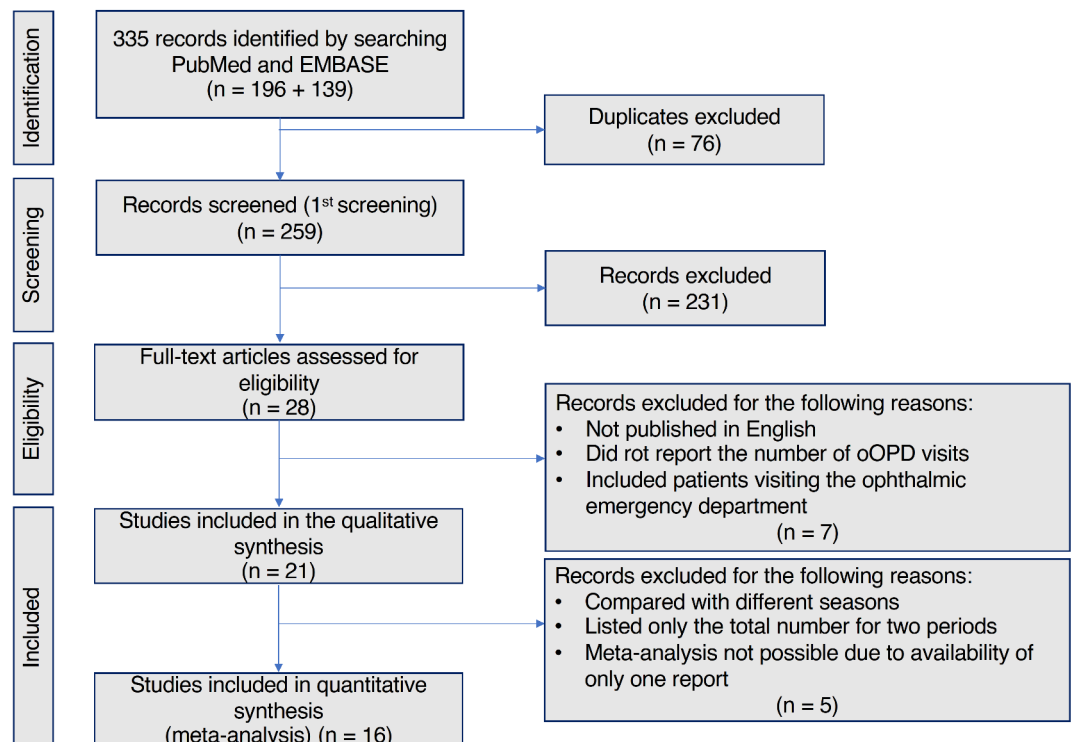 Identification
335 records identified by searching
PubMed and EMBASE
(n = 196 + 139)
Duplicates excluded
(n = 76)
Screening
Records screened (1st screening)
(n = 259)
Records excluded
(n = 231)
Eligibility
Full-text articles assessed for
eligibility
(n = 28)
Records excluded for the following reasons:
• Not published in English
• Did rot report the number of oOPD visits
• Included patients visiting the ophthalmic
emergency department
(n = 7)
Included
Studies included in the qualitative
synthesis
(n = 21)
Records excluded for the following reasons:
• Compared with different seasons
• Listed only the total number for two periods
• Meta-analysis not possible due to availability of
only one report
(n = 5)
Studies included in quantitative
synthesis
(meta-analysis) (n = 16)